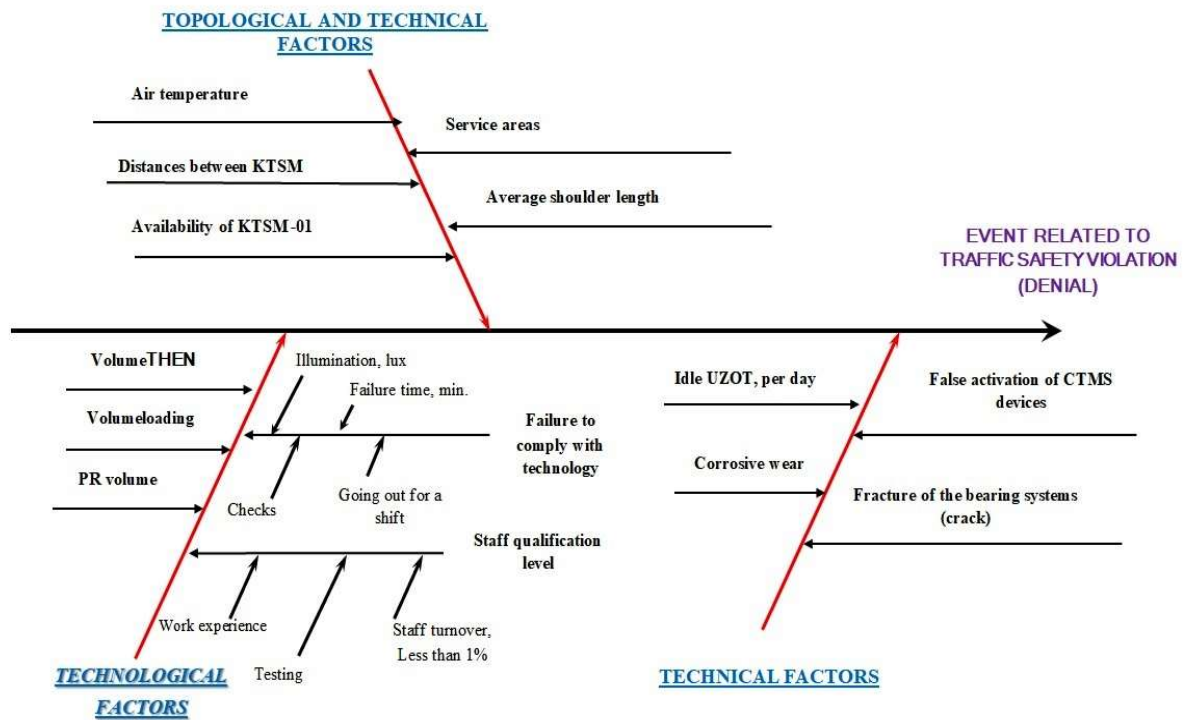 TOPOLOGICAL AND TECHNICAL
FACTORS
Air temperature
Service areas
Distances between KTSM
Average shoulder length
Availability of KTSM-01
EVENT RELATED TO
TRAFFIC SAFETY VIOLATION
(DENIAL)
VolumeTHEN
Illumination, lux
Failure time, min.
Volumeloading
Failure to
comply with
technology
PR volume
Checks
Going out for a
shift
Staff qualification
level
Work experience
Testing
Staff turnover,
Less than 1%
TECHNOLOGICAL
FACTORS
Idle UZOT, per day
False activation of CTMS
devices
Corrosive wear
Fracture of the bearing systems
(crack)
TECHNICAL FACTORS